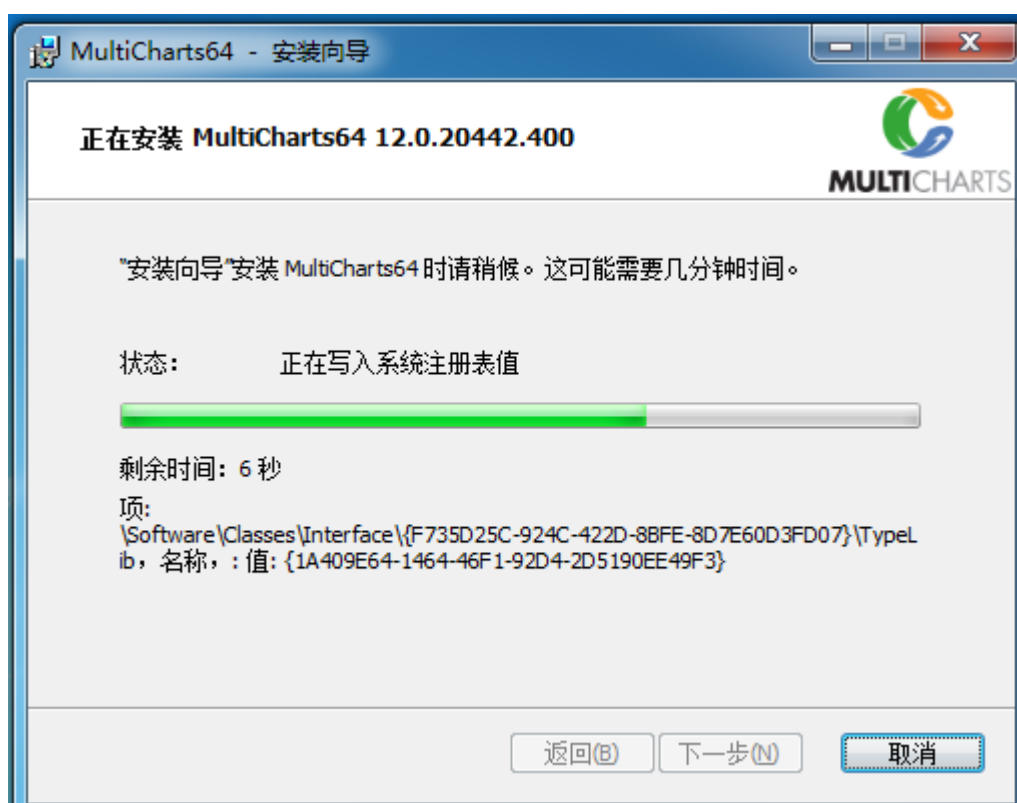 MultiCharts64 - 安装向导
正在安装 MultiCharts64 12.0.20442.400
MULTICHARTS
"安装向导"安装 MultiCharts64 时请稍候。这可能需要几分钟时间。
状态: 正在写入系统注册表值
剩余时间: 6 秒
项:
\Software\Classes\Interface\{F735D25C-924C-422D-8BFE-8D7E60D3FD07}\TypeL
ib，名称，: 值: {1A409E64-1464-46F1-92D4-2D5190EE49F3}
返回(B) 下一步(N) 取消